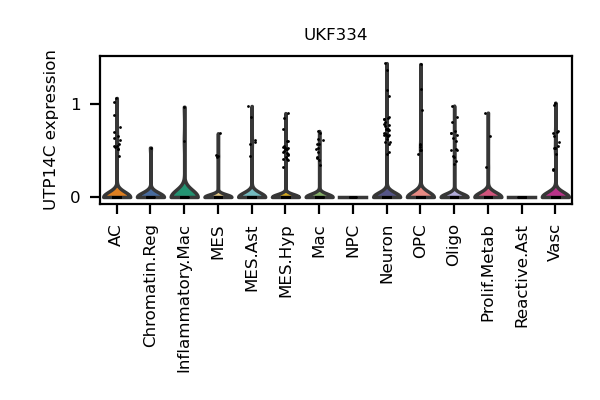 UKF334
UTP14C expression
1
0
AC
Chromatin.Reg
Inflammatory.Mac
MES
MES.Ast
MES.Hyp
Mac
NPC
Neuron
OPC
Oligo
Prolif.Metab
Reactive.Ast
Vasc